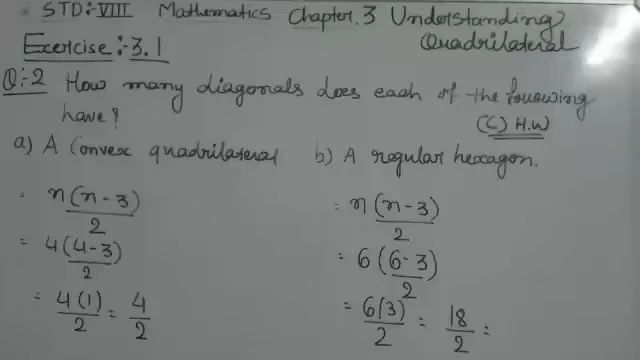 STD:-VIII Mathematics Chapter.3 Understanding
Quadrilateral
Exercise:-3.1
Q:-2 How many diagonals does each of the following
have?
(C) H.W
a) A Convex quadrilateral
b) A regular hexagon.
= n(n-3)/2
= 4(4-3)/2
= 4(1)/2 = 4/2
= n(n-3)/2
= 6(6-3)/2
= 6(3)/2 = 18/2 =